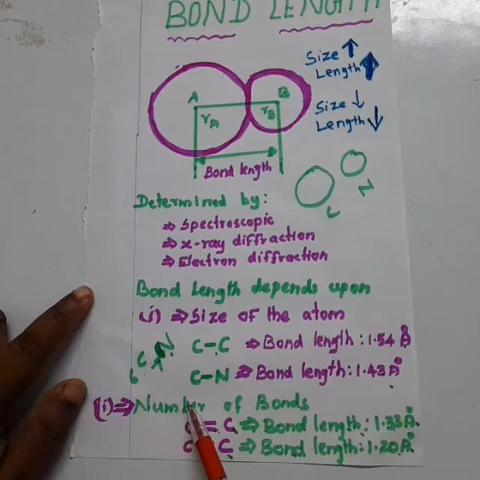 BOND LENGTH
Size ↑
Length ↑
Size ↓
Length ↓
A
B
rA
rB
Bond length
C
N
Determined by:
⇒ Spectroscopic
⇒ x-ray diffraction
⇒ Electron diffraction
Bond Length depends upon
(i) ⇒ Size of the atom
C N
6
C-C ⇒ Bond length: 1.54 Å
C-N ⇒ Bond length: 1.43 Å
(i) ⇒ Number of Bonds
C = C ⇒ Bond length: 1.33 Å
C C ⇒ Bond length: 1.20 Å